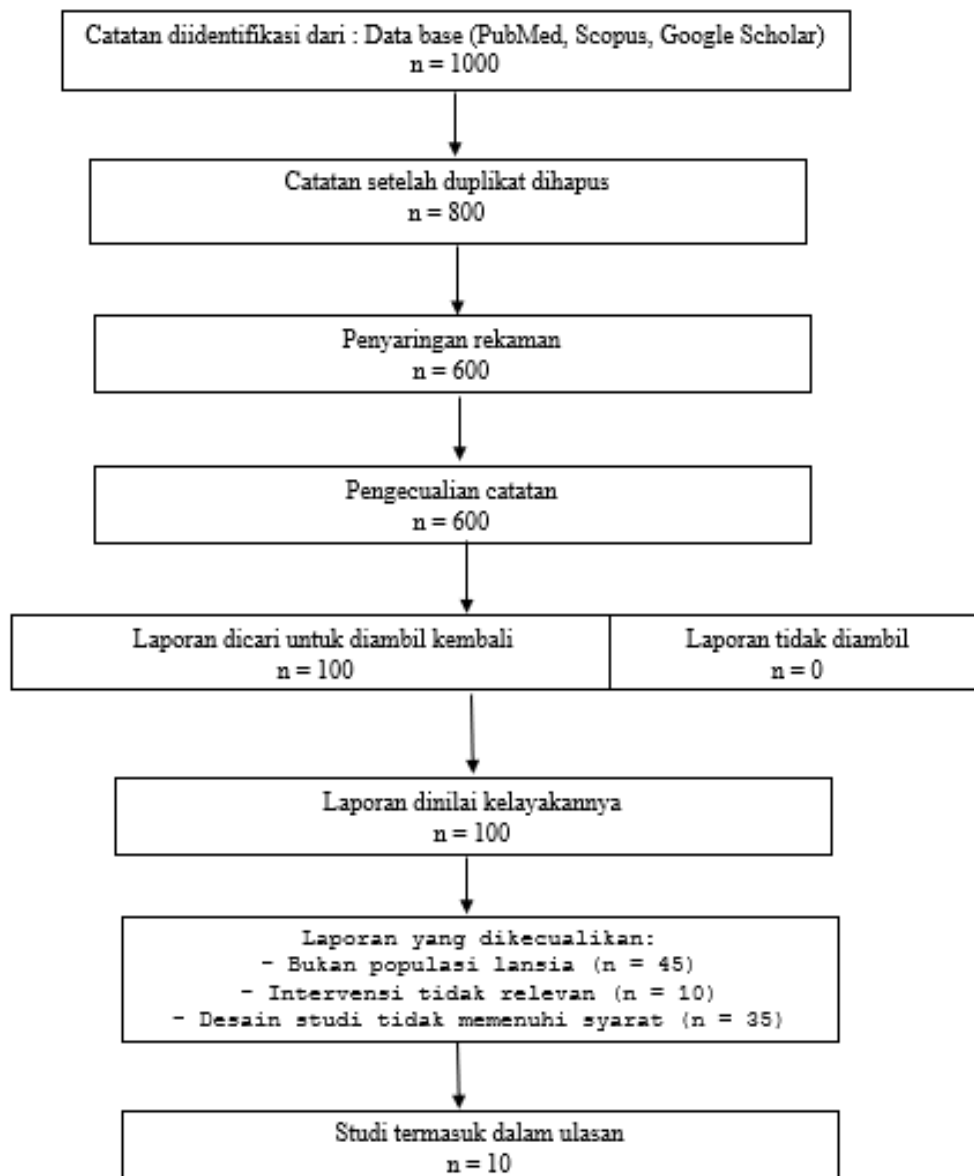 Catatan diidentifikasi dari : Data base (PubMed, Scopus, Google Scholar)
n = 1000
Catatan setelah duplikat dihapus
n = 800
Penyaringan rekaman
n = 600
Pengecualian catatan
n = 600
Laporan dicari untuk diambil kembali
n = 100
Laporan tidak diambil
n = 0
Laporan dinilai kelayakannya
n = 100
Laporan yang dikecualikan:
- Bukan populasi lansia (n = 45)
- Intervensi tidak relevan (n = 10)
- Desain studi tidak memenuhi syarat (n = 35)
Studi termasuk dalam ulasan
n = 10